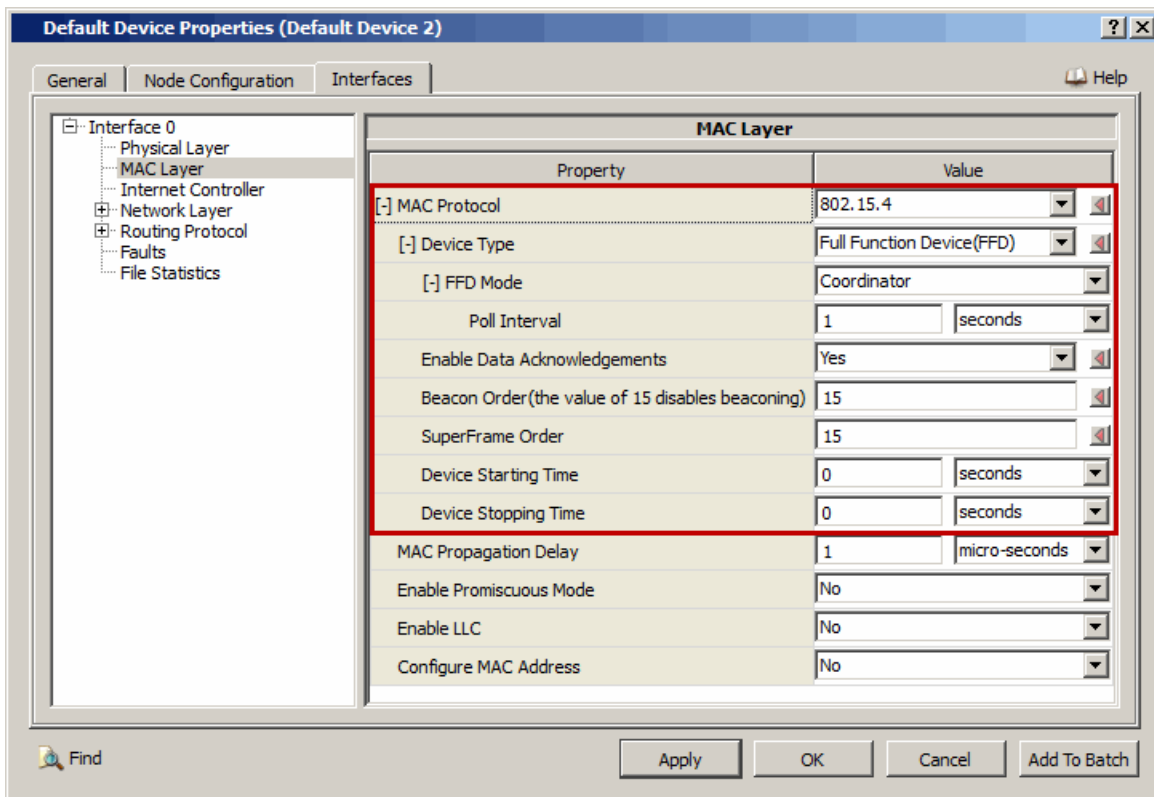 Default Device Properties (Default Device 2)
General
Node Configuration
Interfaces
Help
Interface 0
Physical Layer
MAC Layer
Internet Controller
Network Layer
Routing Protocol
Faults
File Statistics
MAC Layer
Property Value
[-] MAC Protocol 802.15.4
[-] Device Type Full Function Device(FFD)
[-] FFD Mode Coordinator
Poll Interval 1 seconds
Enable Data Acknowledgements Yes
Beacon Order(the value of 15 disables beaconing) 15
SuperFrame Order 15
Device Starting Time 0 seconds
Device Stopping Time 0 seconds
MAC Propagation Delay 1 micro-seconds
Enable Promiscuous Mode No
Enable LLC No
Configure MAC Address No
Find
Apply
OK
Cancel
Add To Batch